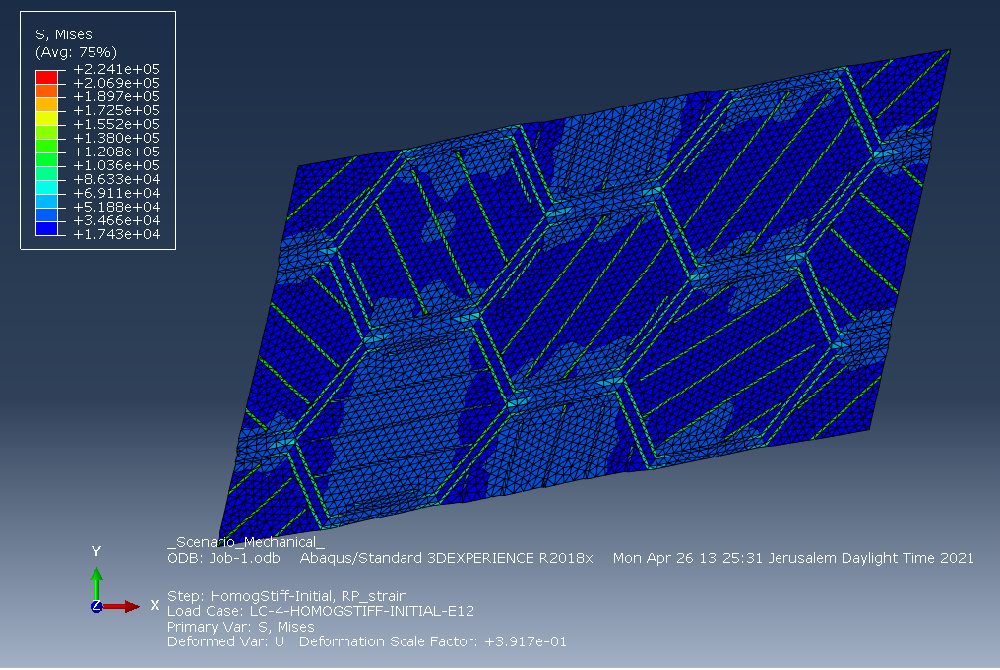 S, Mises
(Avg: 75%)
+2.241e+05
+2.069e+05
+1.897e+05
+1.725e+05
+1.552e+05
+1.380e+05
+1.208e+05
+1.036e+05
+8.633e+04
+6.911e+04
+5.188e+04
+3.466e+04
+1.743e+04
_Scenario_Mechanical_
ODB: Job-1.odb Abaqus/Standard 3DEXPERIENCE R2018x Mon Apr 26 13:25:31 Jerusalem Daylight Time 2021
Y
Z
X
Step: HomogStiff-Initial, RP_strain
Load Case: LC-4-HOMOGSTIFF-INITIAL-E12
Primary Var: S, Mises
Deformed Var: U Deformation Scale Factor: +3.917e-01